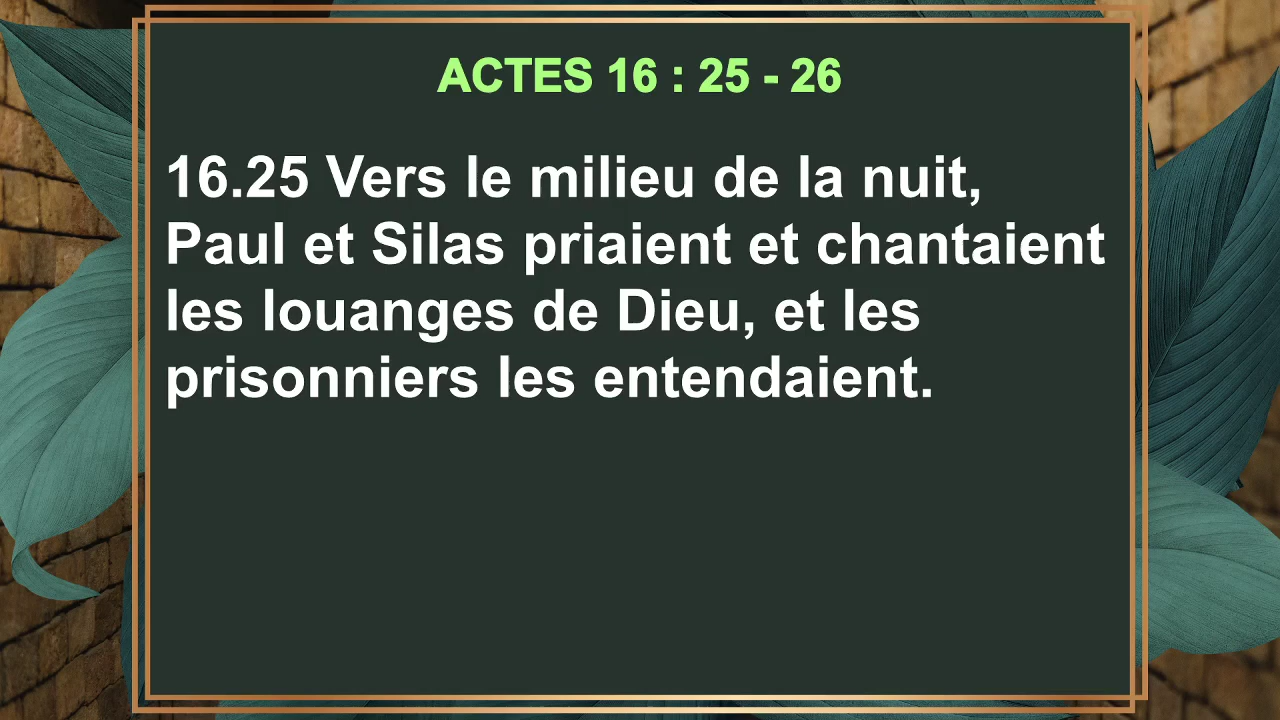 ACTES 16 : 25 - 26
16.25 Vers le milieu de la nuit,
Paul et Silas priaient et chantaient
les louanges de Dieu, et les
prisonniers les entendaient.